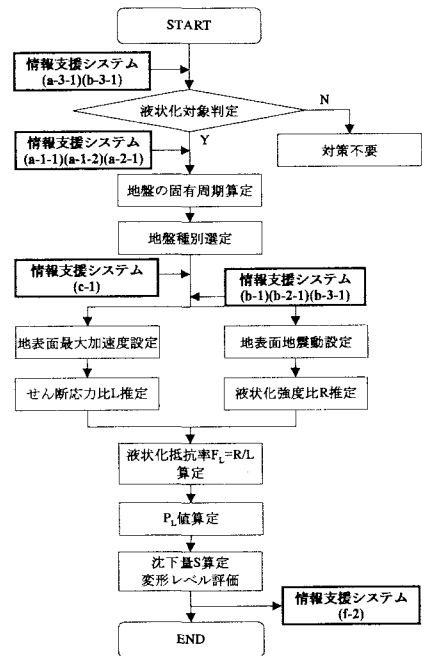 START
情報支援システム
(a-3-1)(b-3-1)
液状化対象判定
N
Y
対策不要
情報支援システム
(a-1-1)(a-1-2)(a-2-1)
地盤の固有周期算定
地盤種別選定
情報支援システム
(c-1)
情報支援システム
(b-1)(b-2-1)(b-3-1)
地表面最大加速度設定
地表面地震動設定
せん断応力比L推定
液状化強度比R推定
液状化抵抗率FL=R/L
算定
PL値算定
沈下量S算定
変形レベル評価
情報支援システム
(f-2)
END